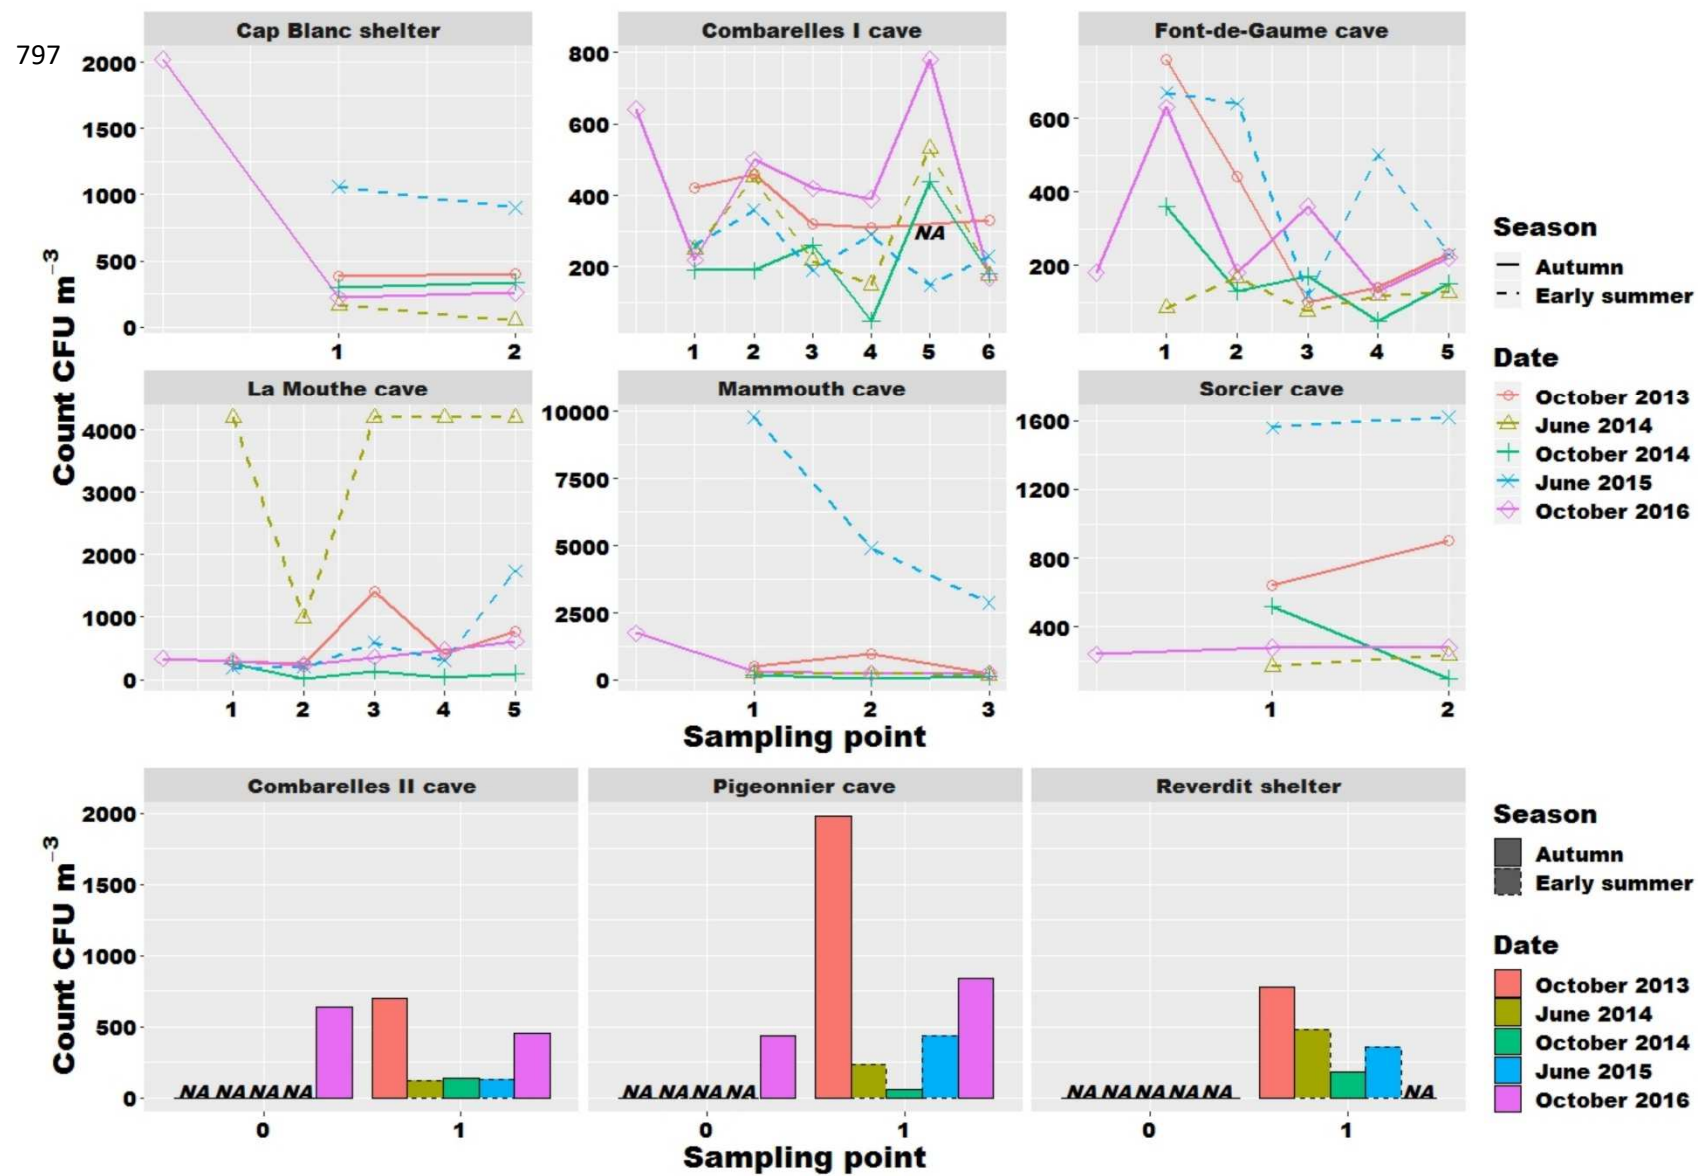 797
Cap Blanc shelter Combarelles I cave Font-de-Gaume cave
2000 1500 1000 500 0
800 600 400 200
600 400 200
NA
1 2
1 2 3 4 5 6
1 2 3 4 5
Count CFU m⁻³
La Mouthe cave Mammouth cave Sorcier cave
4000 3000 2000 1000 0
10000 7500 5000 2500 0
1600 1200 800 400
1 2 3 4 5
1 2 3
1 2
Sampling point
Season
Autumn
Early summer
Date
October 2013
June 2014
October 2014
June 2015
October 2016
Combarelles II cave Pigeonnier cave Reverdit shelter
2000
1500
1000
500
0
Count CFU m⁻³
NA NA NA NA
NA NA NA NA
NA NA NA NA NA
NA
0 1
0 1
0 1
Sampling point
Season
Autumn
Early summer
Date
October 2013
June 2014
October 2014
June 2015
October 2016